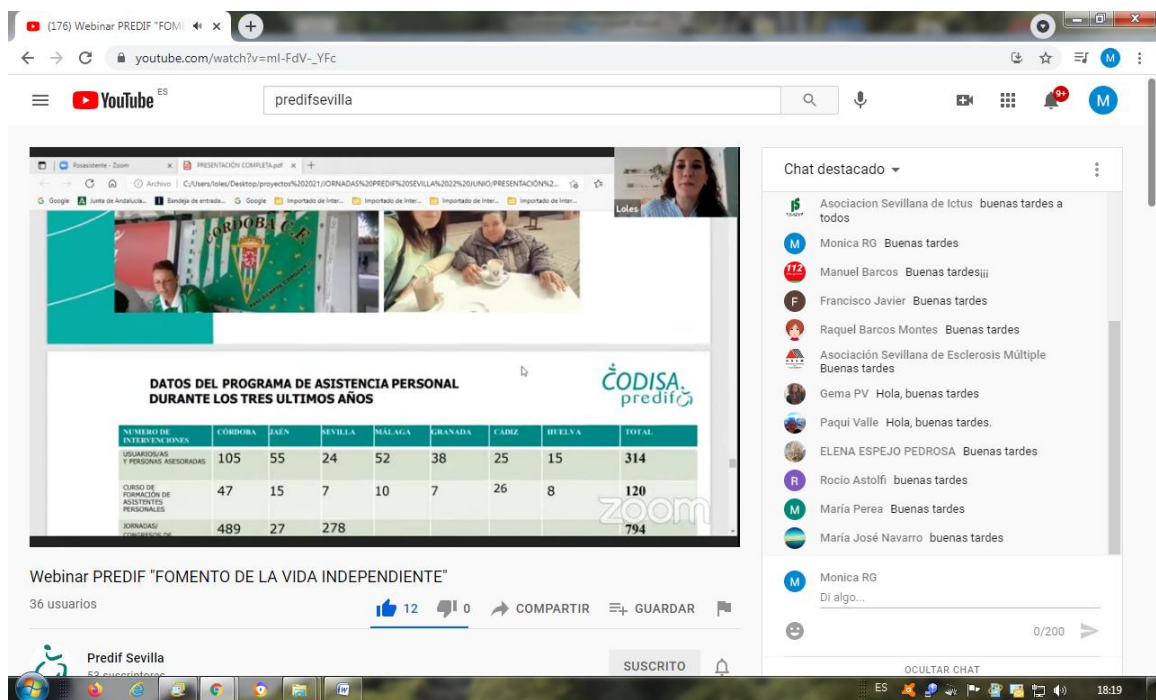 (176) Webinar PREDIF "FOM
youtube.com/watch?v=ml-FdV-_YFc
M
YouTube ES
predifsevilla
9+
M
Posasistente - Zoom
PRESENTACIÓN COMPLETA.pdf
Archivo | C:/Users/loles/Desktop/proyectos%202021/JORNADAS%20PREDIF%20SEVILLA%2022%20JUNIO/PRESENTACIÓN%2...
Google Junta de Andalucía... Bandeja de entrada... Google Importado de Inter... Importado de Inter... Importado de Inter... Importado de Inter...
Loles
CORDOBA C.F.
DATOS DEL PROGRAMA DE ASISTENCIA PERSONAL
DURANTE LOS TRES ULTIMOS AÑOS
CODISA.
predif
NUMERO DE INTERVENCIONES CÓRDOBA JAÉN SEVILLA MÁLAGA GRANADA CÁDIZ HUELVA TOTAL
USUARIOS/AS Y PERSONAS ASESORADAS 105 55 24 52 38 25 15 314
CURSO DE FORMACIÓN DE ASISTENTES PERSONALES 47 15 7 10 7 26 8 120
JORNADAS/ CONGRESOS DE 489 27 278 794
zoom
Webinar PREDIF "FOMENTO DE LA VIDA INDEPENDIENTE"
36 usuarios
12 0 COMPARTIR GUARDAR
Predif Sevilla
53 suscriptores
SUSCRITO
Chat destacado
Asociacion Sevillana de Ictus buenas tardes a
todos
M Monica RG Buenas tardes
112 Manuel Barcos Buenas tardes¡¡¡
F Francisco Javier Buenas tardes
Raquel Barcos Montes Buenas tardes
Asociación Sevillana de Esclerosis Múltiple
Buenas tardes
Gema PV Hola, buenas tardes
Paqui Valle Hola, buenas tardes.
ELENA ESPEJO PEDROSA Buenas tardes
R Rocio Astolfi buenas tardes
M María Perea Buenas tardes
María José Navarro buenas tardes
M Monica RG
Di algo...
0/200
OCULTAR CHAT
ES
18:19